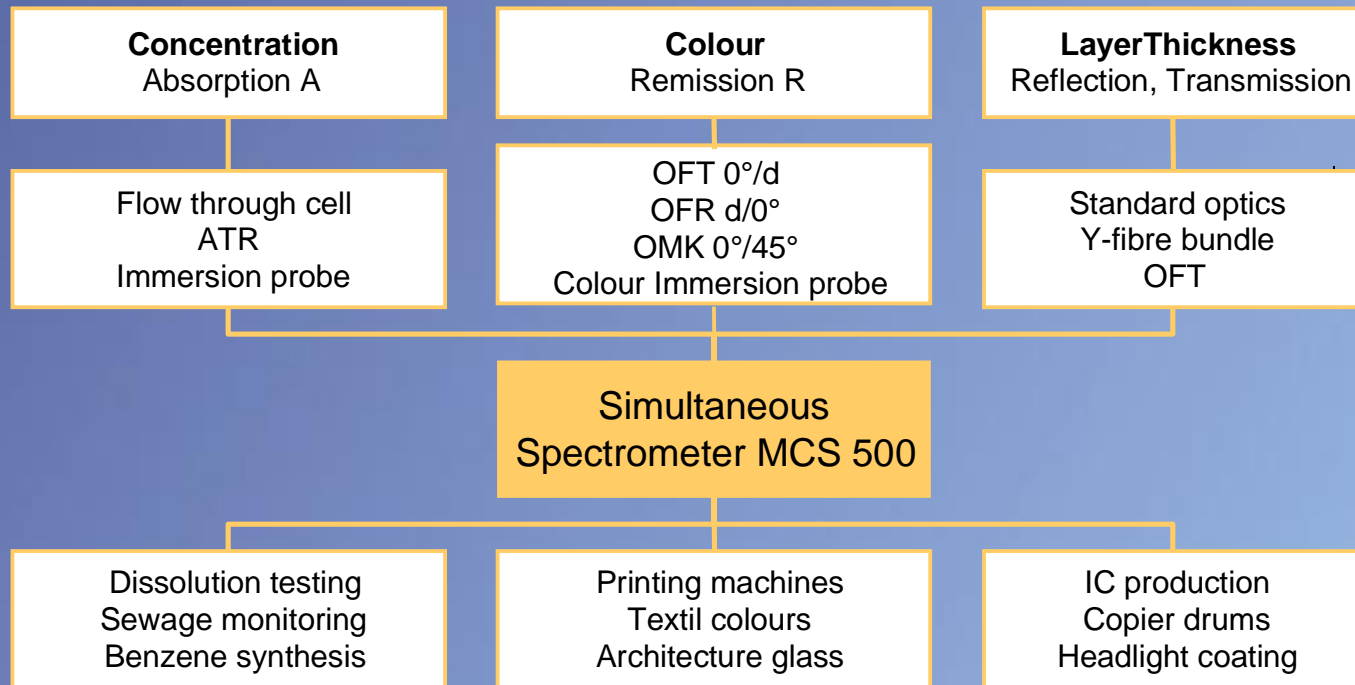 Concentration
Absorption A
Colour
Remission R
LayerThickness
Reflection, Transmission
Flow through cell
ATR
Immersion probe
OFT 0°/d
OFR d/0°
OMK 0°/45°
Colour Immersion probe
Standard optics
Y-fibre bundle
OFT
Simultaneous
Spectrometer MCS 500
Dissolution testing
Sewage monitoring
Benzene synthesis
Printing machines
Textil colours
Architecture glass
IC production
Copier drums
Headlight coating